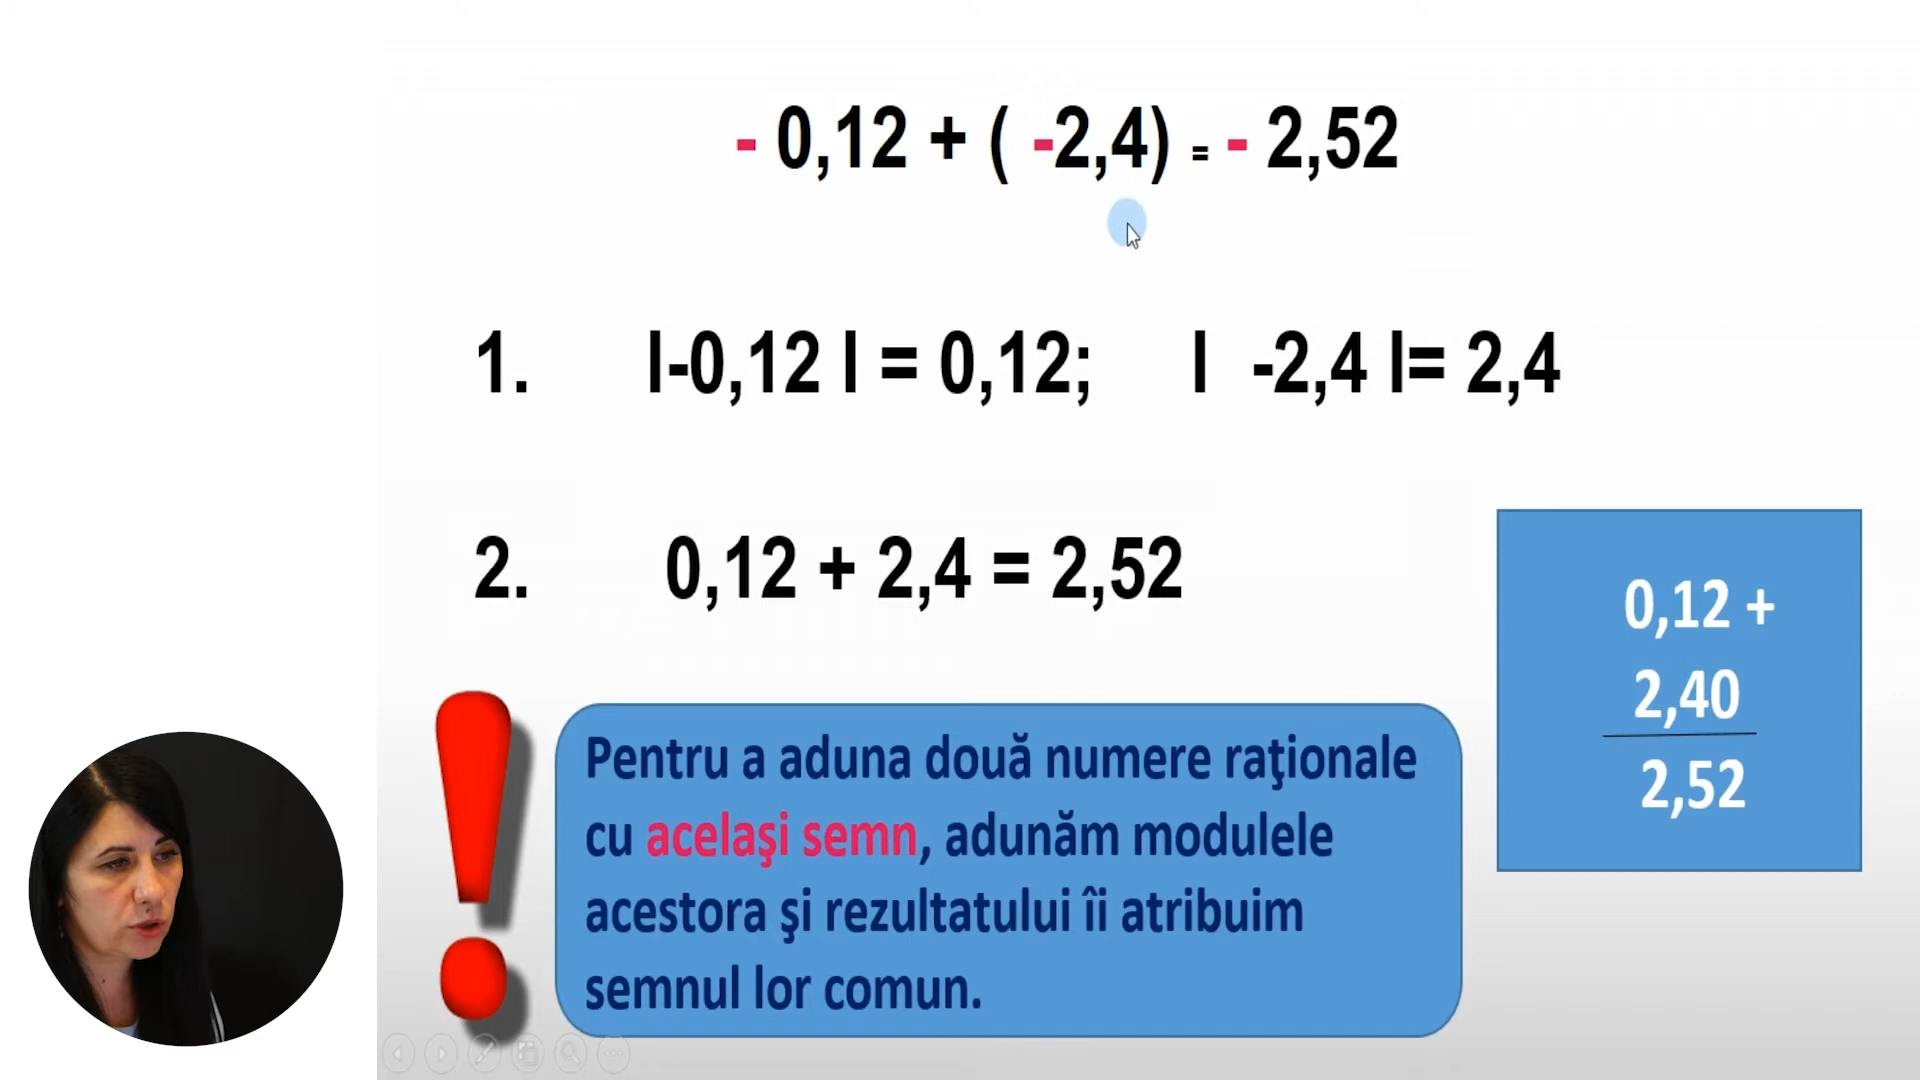 - 0,12 + ( -2,4) = - 2,52
1. l-0,12 l = 0,12; l -2,4 l= 2,4
2. 0,12 + 2,4 = 2,52
0,12 +
2,40
2,52
Pentru a aduna două numere raţionale
cu acelaşi semn, adunăm modulele
acestora şi rezultatului îi atribuim
semnul lor comun.